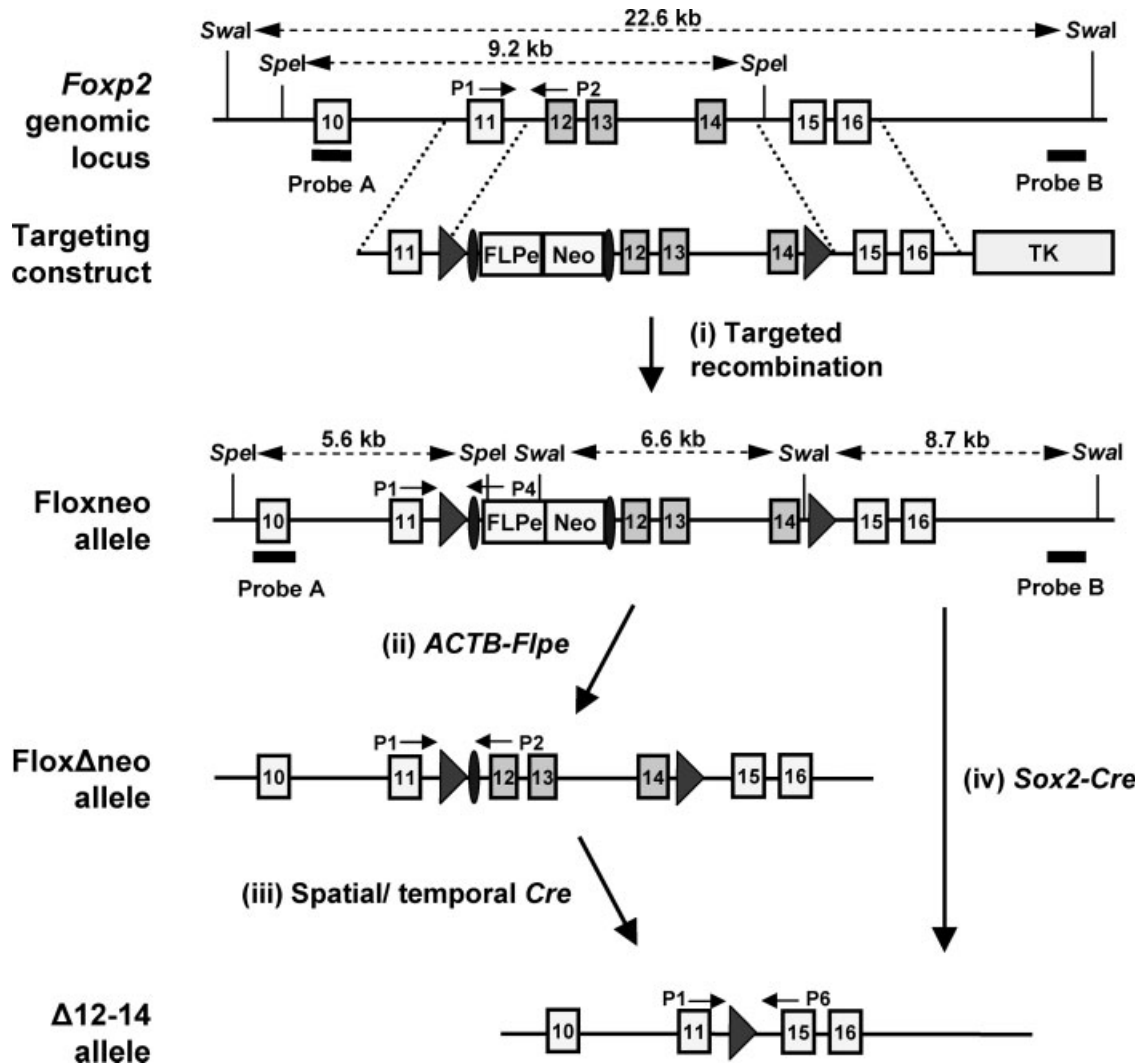 22.6 kb
SwaI SwaI
9.2 kb
SpeI SpeI
Foxp2
genomic
locus
P1 P2
10 11 12 13 14 15 16
Probe A Probe B
Targeting
construct
11 FLPe Neo 12 13 14 15 16 TK
(i) Targeted
recombination
5.6 kb 6.6 kb 8.7 kb
SpeI SpeI SwaI SwaI SwaI
P1 P4
Floxneo
allele
10 11 FLPe Neo 12 13 14 15 16
Probe A Probe B
(ii) ACTB-Flpe
FloxΔneo
allele
P1 P2
10 11 12 13 14 15 16
(iv) Sox2-Cre
(iii) Spatial/ temporal Cre
Δ12-14
allele
P1 P6
10 11 15 16